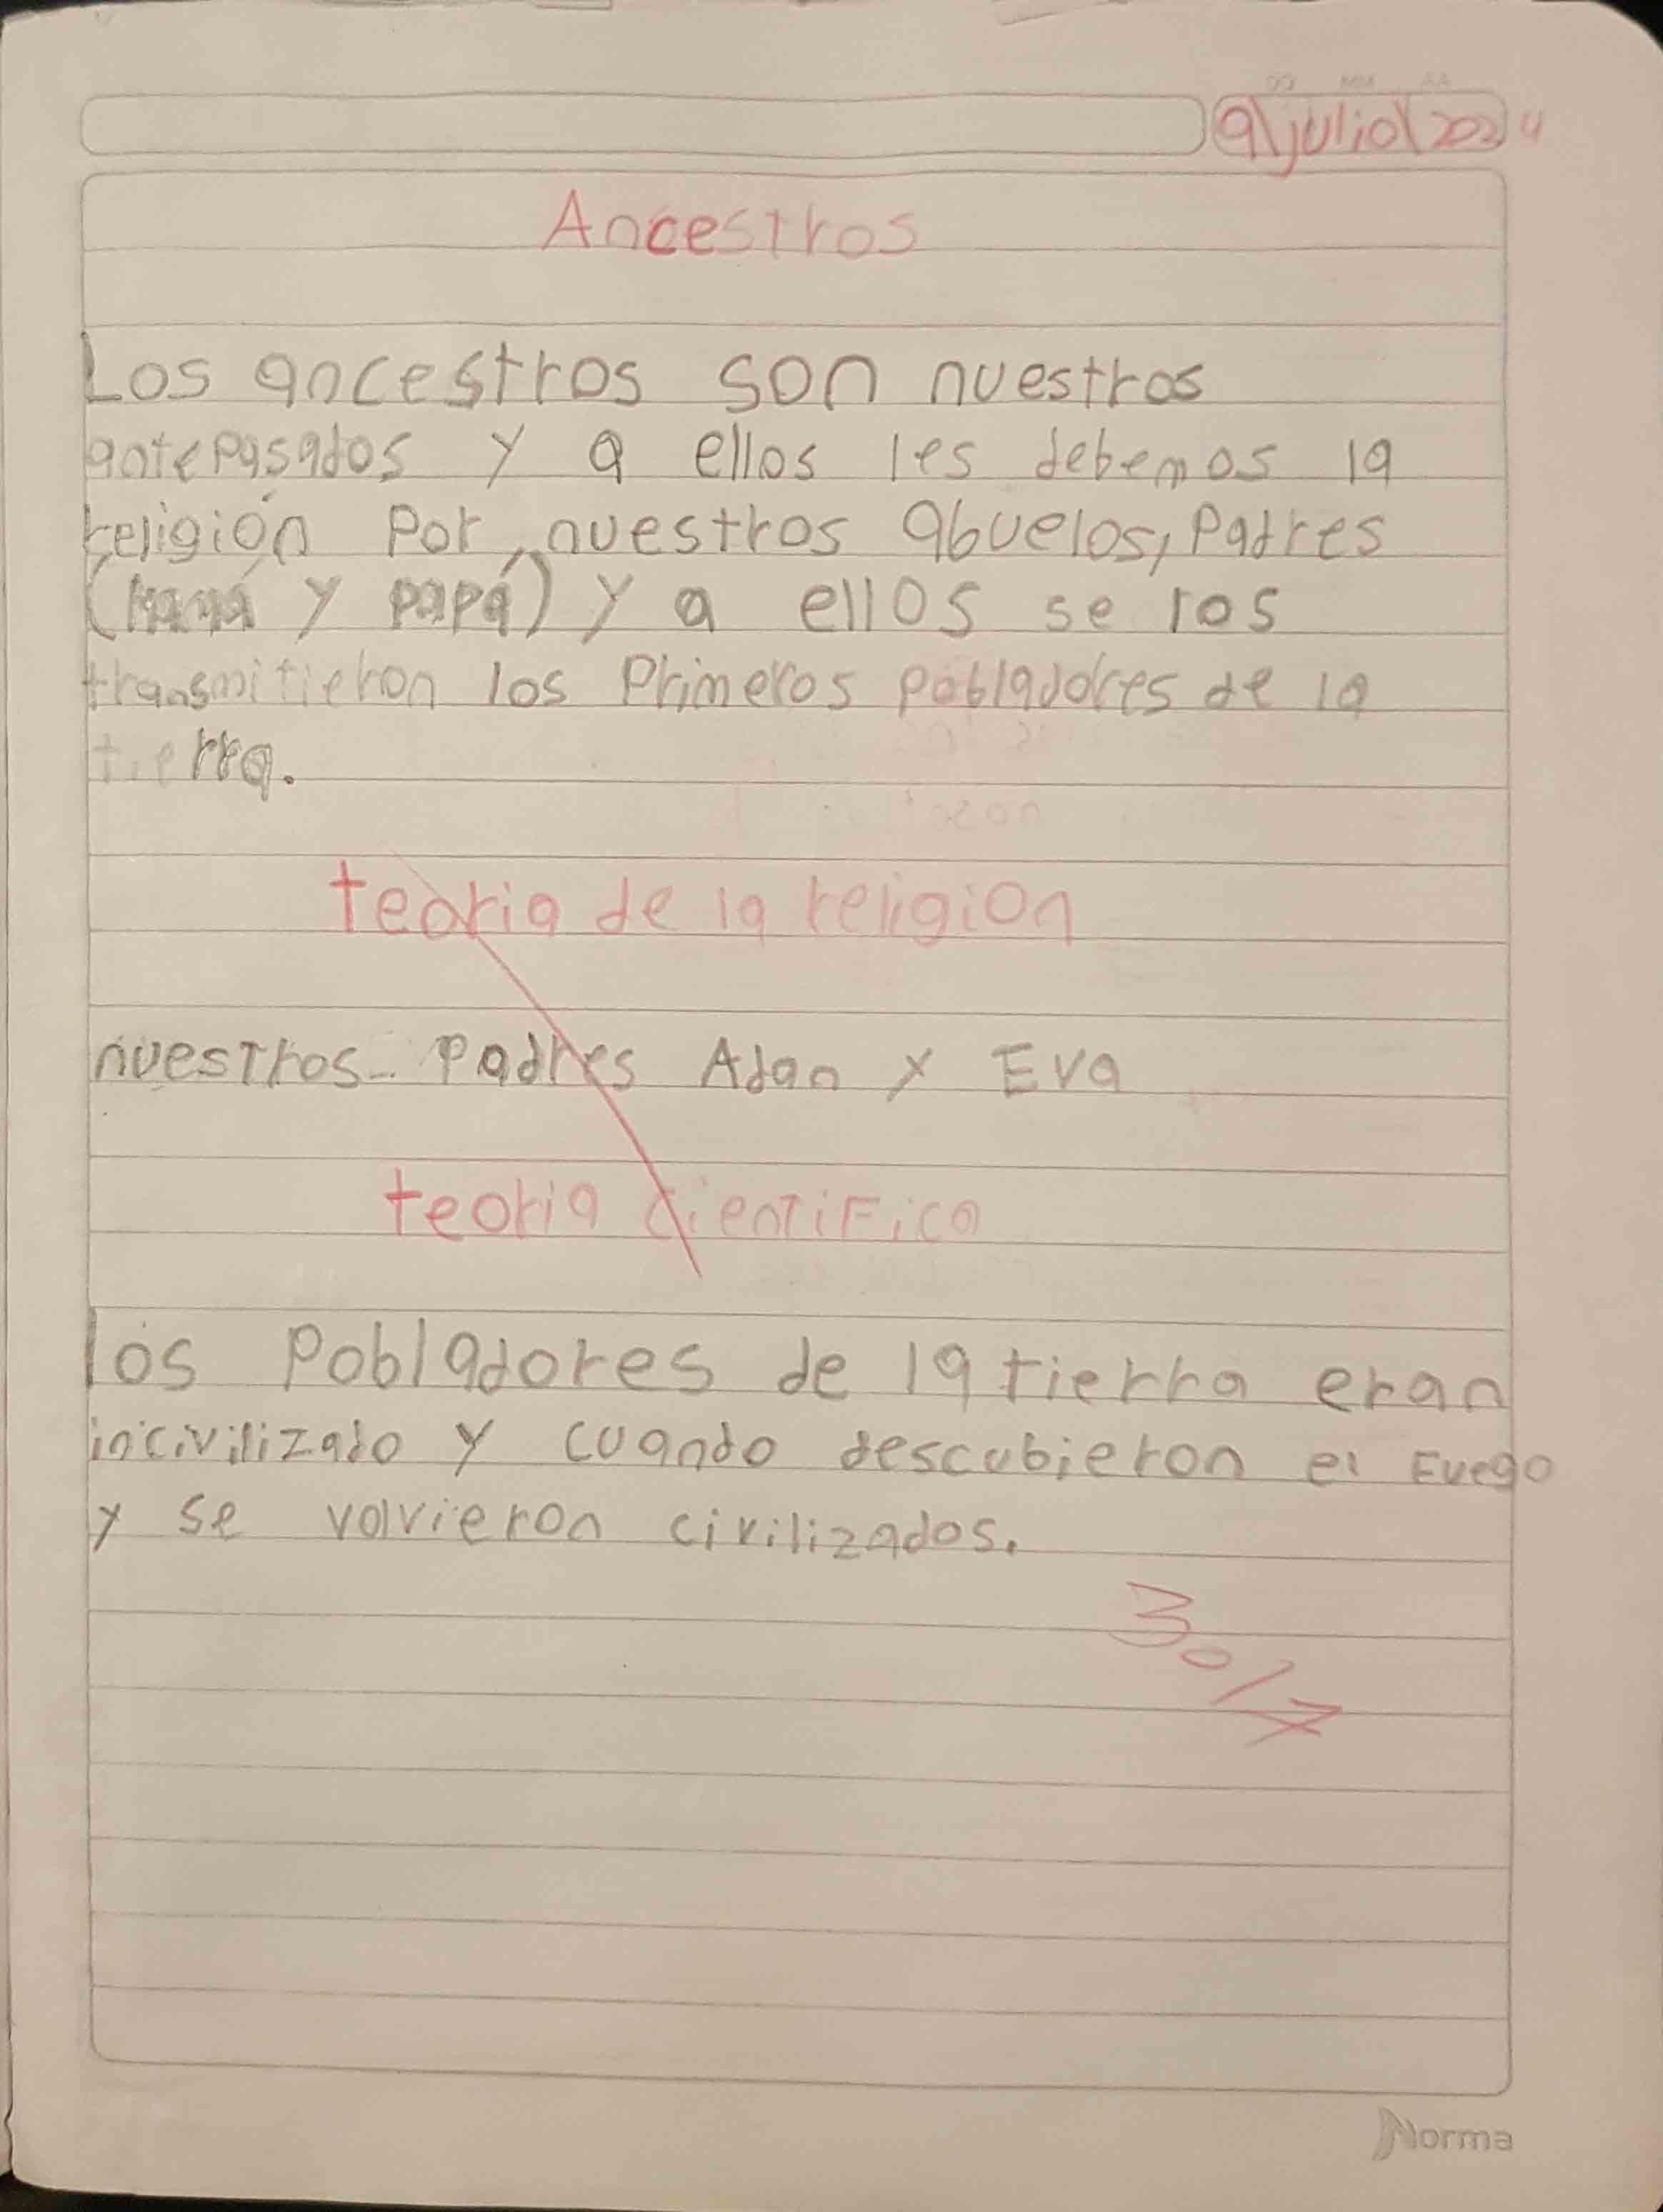 DD MM AA
9\julio\2024
Ancestros
Los ancestros son nuestros
antepasados y a ellos les debemos la
religión por, nuestros abuelos, Padres
(mamá y papá) y a ellos se los
transmitieron los Primeros pobladores de la
tierra.
teoria de la religion
nuestros padres Adan y Eva
teoria cientifica
los Pobladores de la tierra eran
incivilizado y cuando descubieron el Fuego
y se volvieron civilizados.
Norma